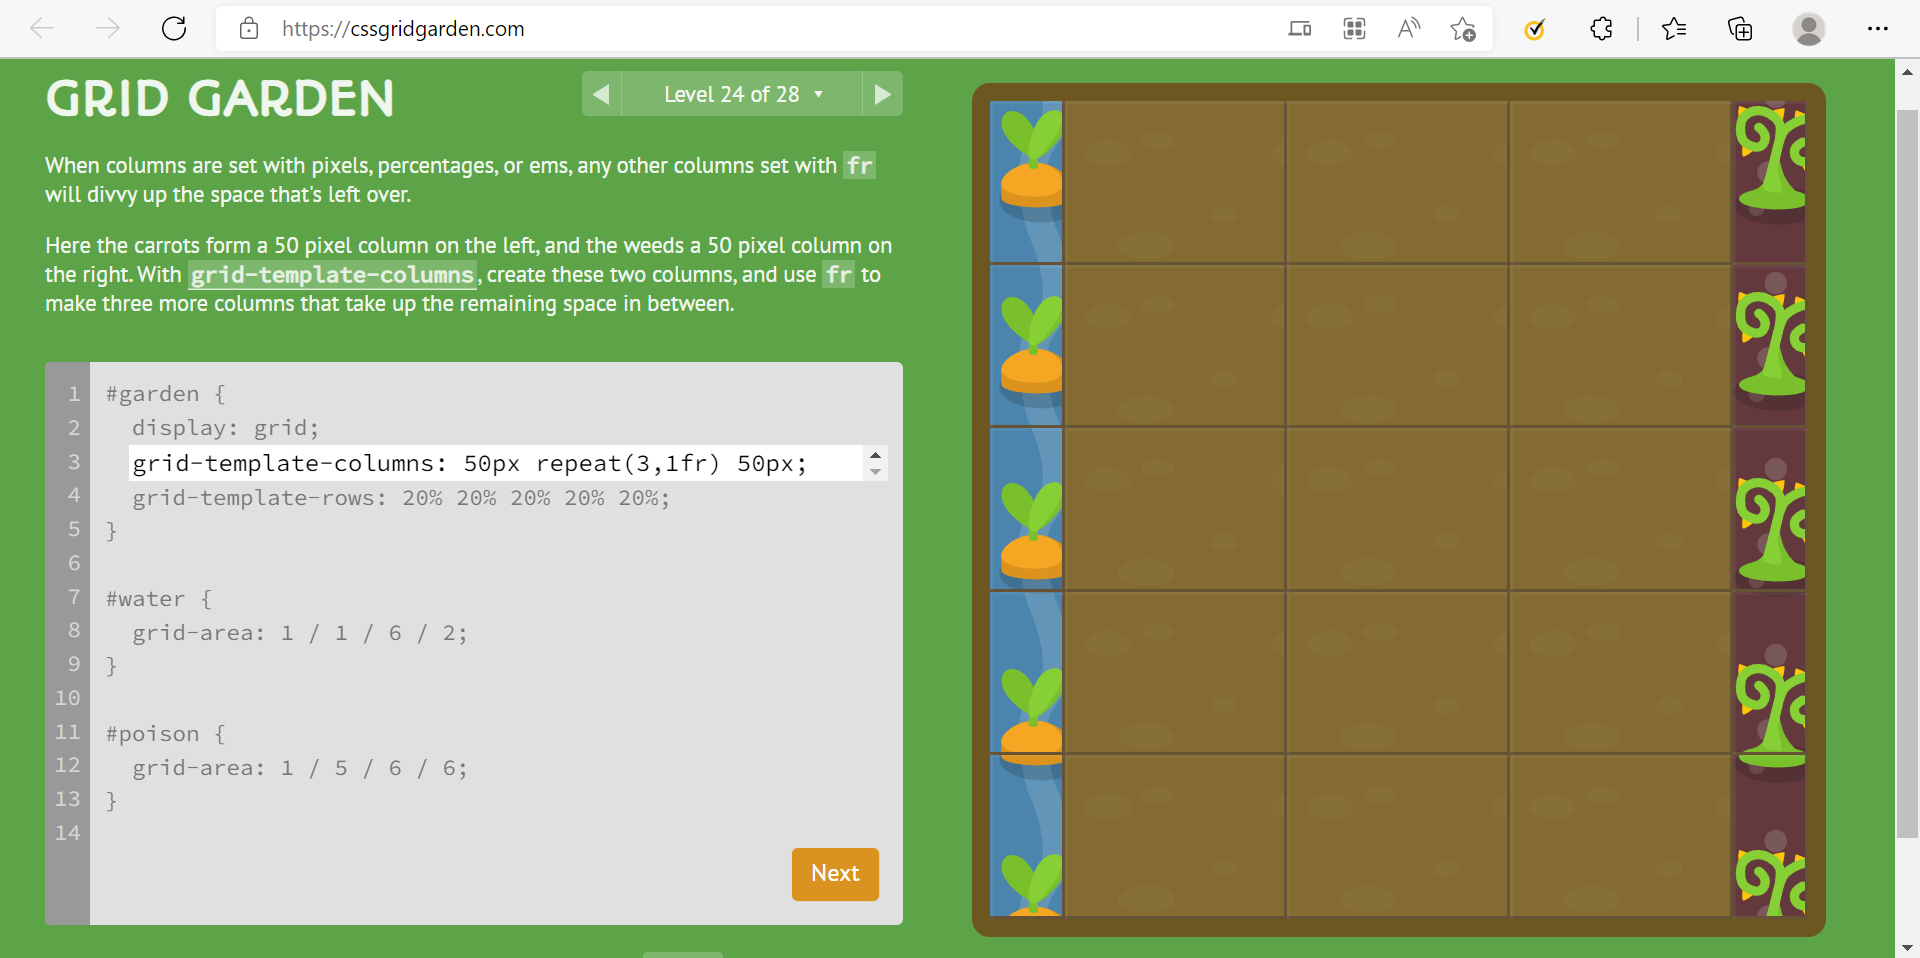 https://cssgridgarden.com
GRID GARDEN
Level 24 of 28
When columns are set with pixels, percentages, or ems, any other columns set with fr
will divvy up the space that's left over.
Here the carrots form a 50 pixel column on the left, and the weeds a 50 pixel column on
the right. With grid-template-columns, create these two columns, and use fr to
make three more columns that take up the remaining space in between.
1 #garden {
2 display: grid;
3 grid-template-columns: 50px repeat(3,1fr) 50px;
4 grid-template-rows: 20% 20% 20% 20% 20%;
5 }
6
7 #water {
8 grid-area: 1 / 1 / 6 / 2;
9 }
10
11 #poison {
12 grid-area: 1 / 5 / 6 / 6;
13 }
14
Next